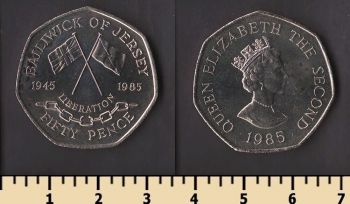 BAILIWICK OF JERSEY
1945 1985
LIBERATION
FIFTY PENCE
QUEEN ELIZABETH THE SECOND
1985
1 2 3 4 5 6 7